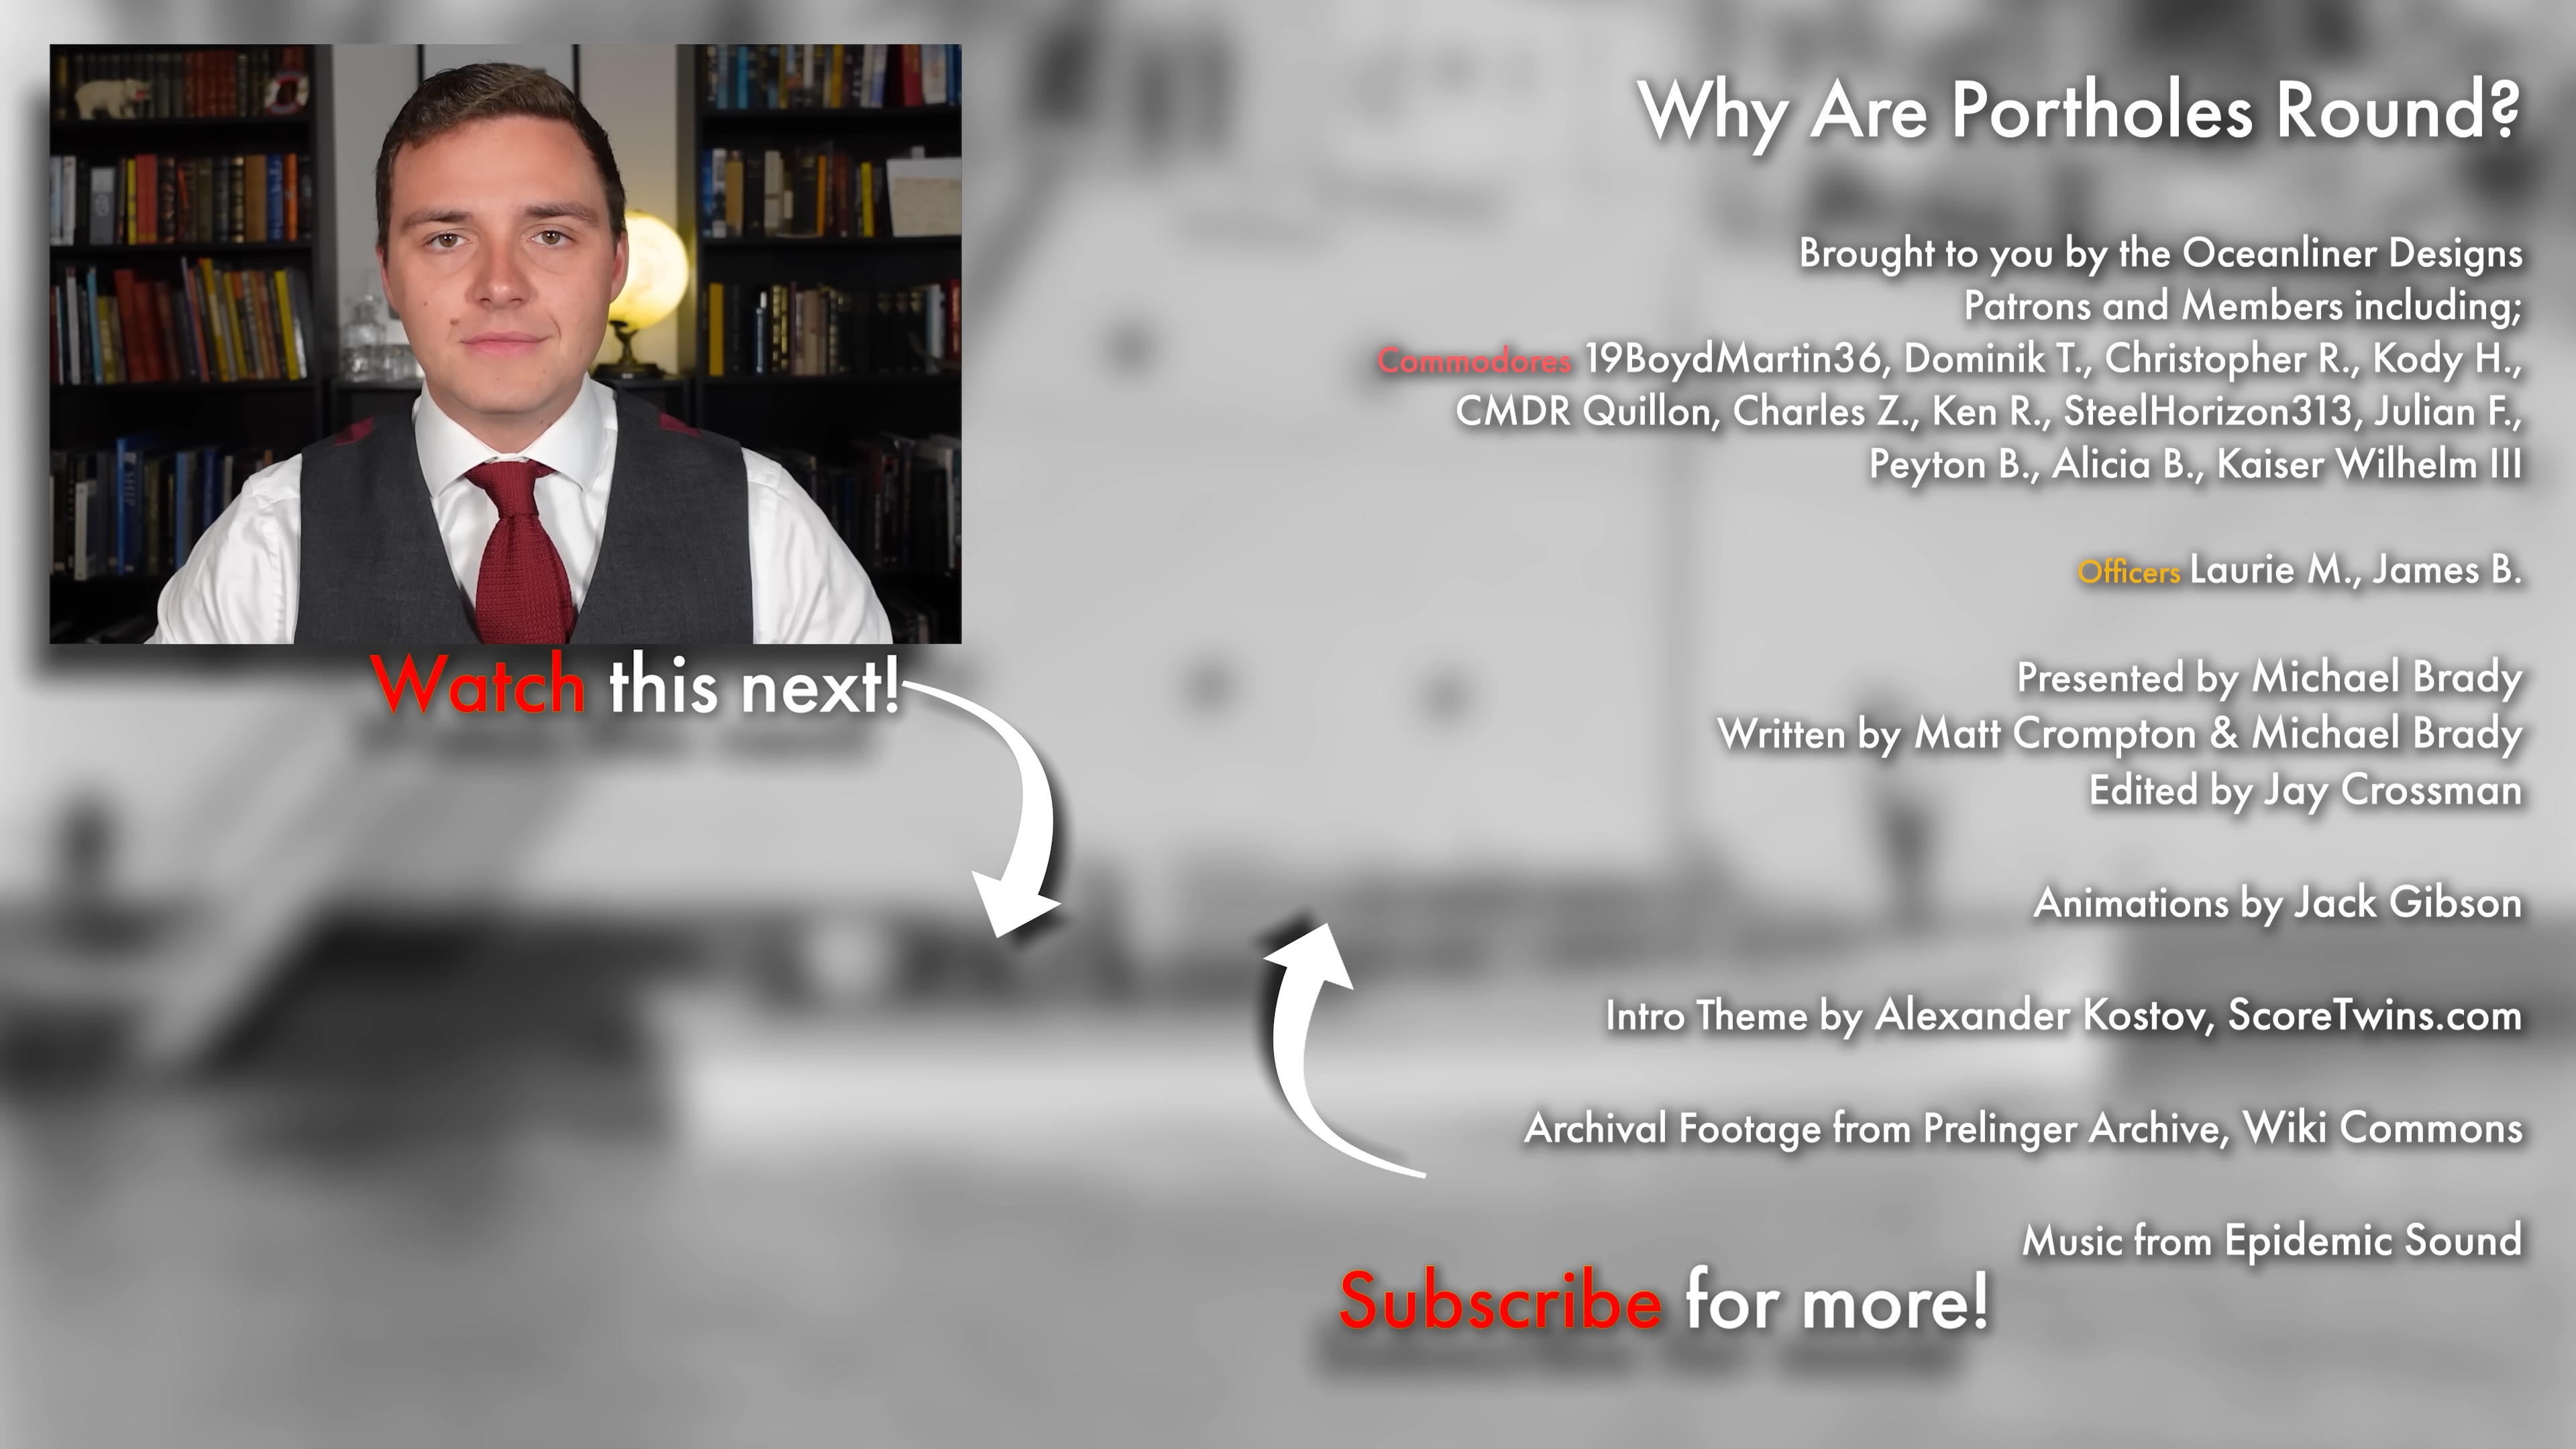 Why Are Portholes Round?
Brought to you by the Oceanliner Designs
Patrons and Members including;
Commodores 19BoydMartin36, Dominik T., Christopher R., Kody H.,
CMDR Quillon, Charles Z., Ken R., SteelHorizon313, Julian F.,
Peyton B., Alicia B., Kaiser Wilhelm III
Officers Laurie M., James B.
Presented by Michael Brady
Written by Matt Crompton & Michael Brady
Edited by Jay Crossman
Animations by Jack Gibson
Intro Theme by Alexander Kostov, ScoreTwins.com
Archival Footage from Prelinger Archive, Wiki Commons
Music from Epidemic Sound
Watch this next!
Subscribe for more!